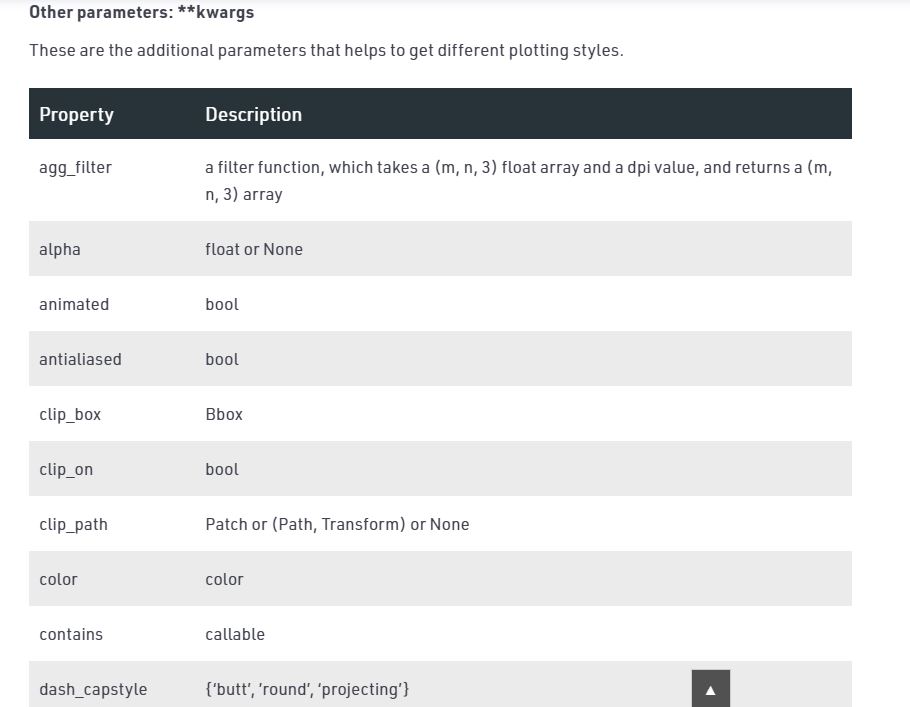 Other parameters: **kwargs
These are the additional parameters that helps to get different plotting styles.
Property Description
agg_filter a filter function, which takes a (m, n, 3) float array and a dpi value, and returns a (m,
n, 3) array
alpha float or None
animated bool
antialiased bool
clip_box Bbox
clip_on bool
clip_path Patch or (Path, Transform) or None
color color
contains callable
dash_capstyle {‘butt’, ’round’, ‘projecting’}